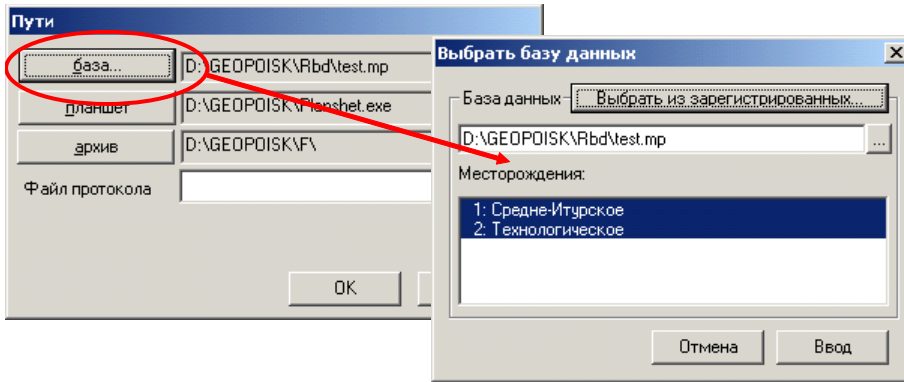 Пути
база...
D:\GEOPOISK\Rbd\test.mp
планшет
D:\GEOPOISK\Planshet.exe
архив
D:\GEOPOISK\F\
Файл протокола
OK
Выбрать базу данных
База данных
Выбрать из зарегистрированных...
D:\GEOPOISK\Rbd\test.mp
...
Месторождения:
1: Средне-Итурское
2: Технологическое
Отмена
Ввод